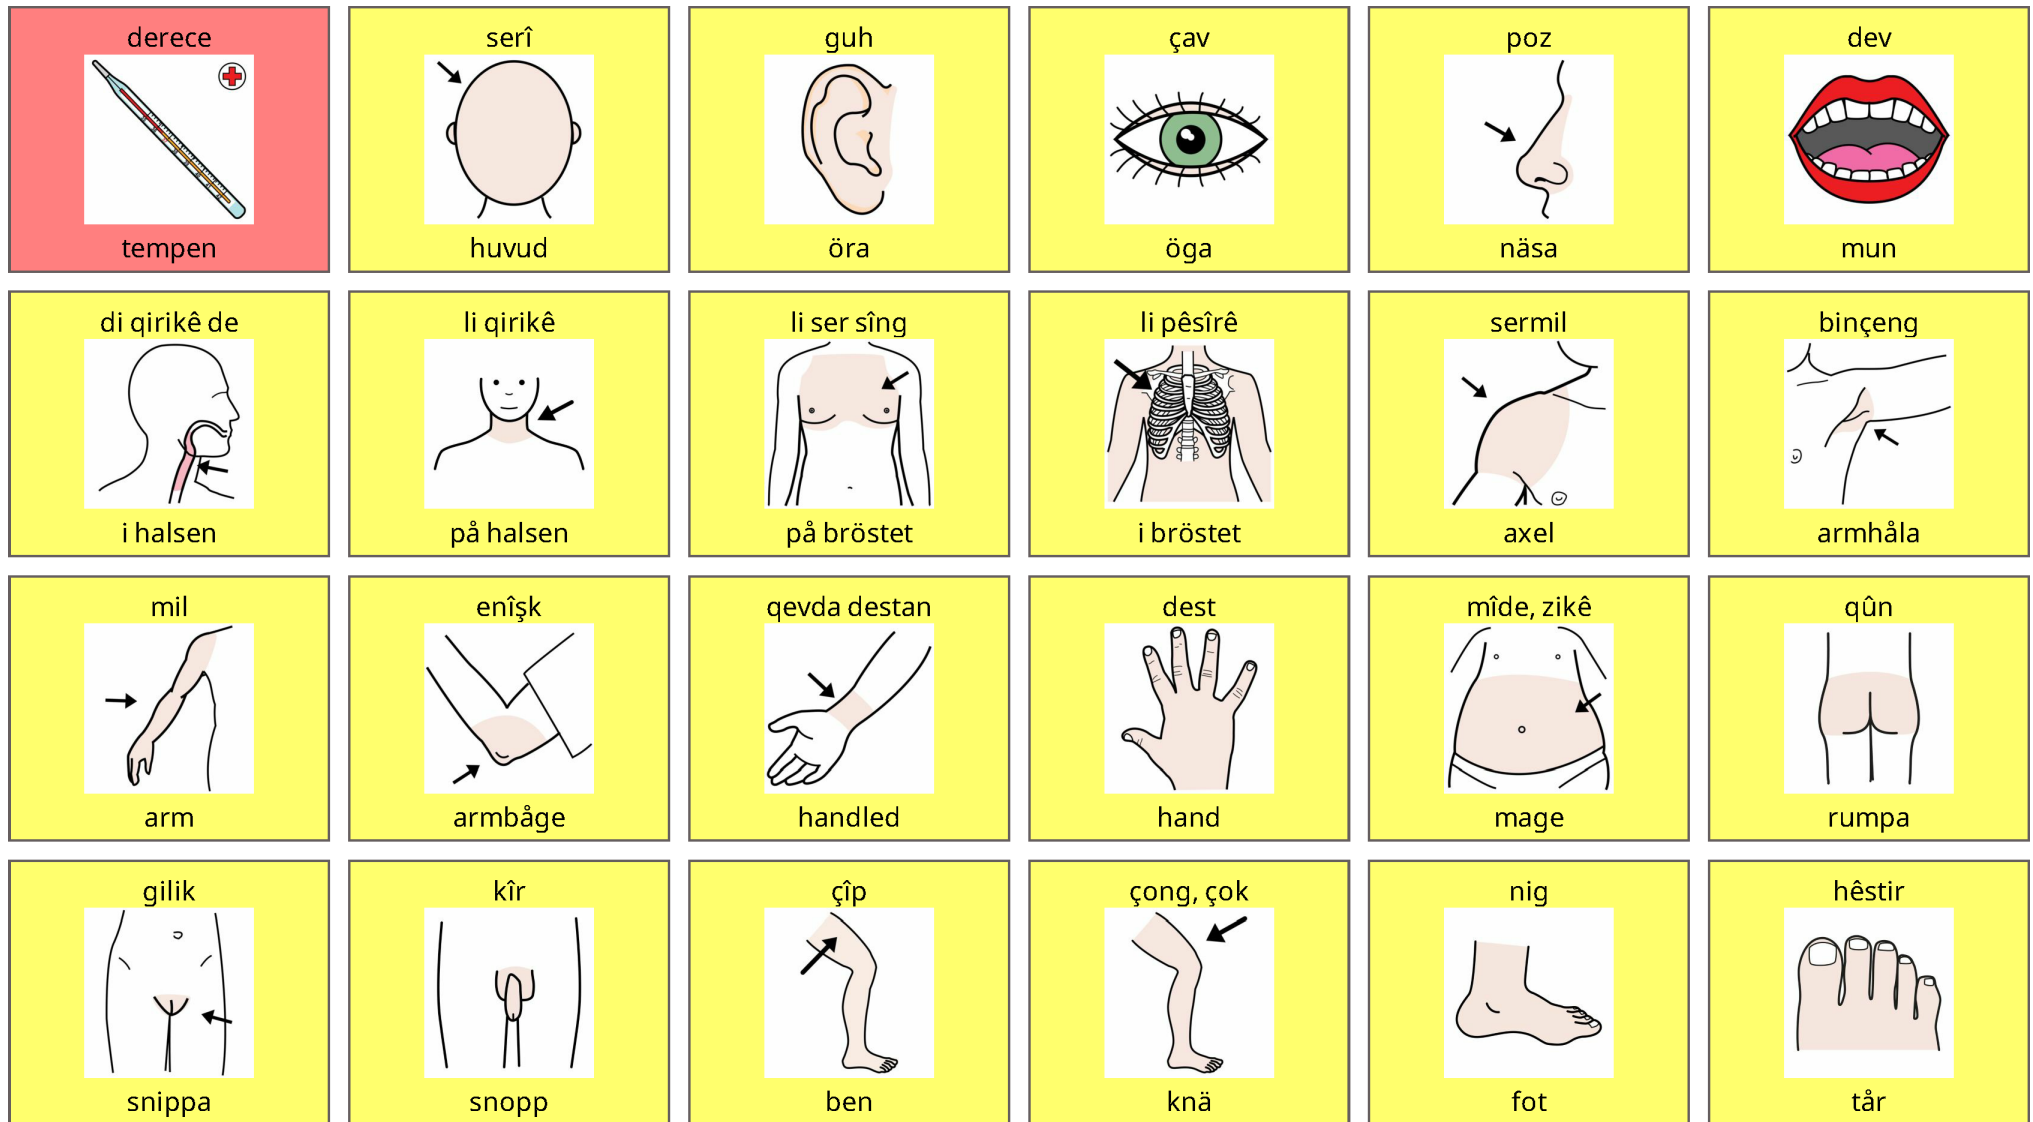 derece
tempen
serî
huvud
guh
öra
çav
öga
poz
näsa
dev
mun
di qirikê de
i halsen
li qirikê
på halsen
li ser sîng
på bröstet
li pêsîrê
i bröstet
sermil
axel
binçeng
armhåla
mil
arm
enîşk
armbåge
qevda destan
handled
dest
hand
mîde, zikê
mage
qûn
rumpa
gilik
snippa
kîr
snopp
çîp
ben
çong, çok
knä
nig
fot
hêstir
tår